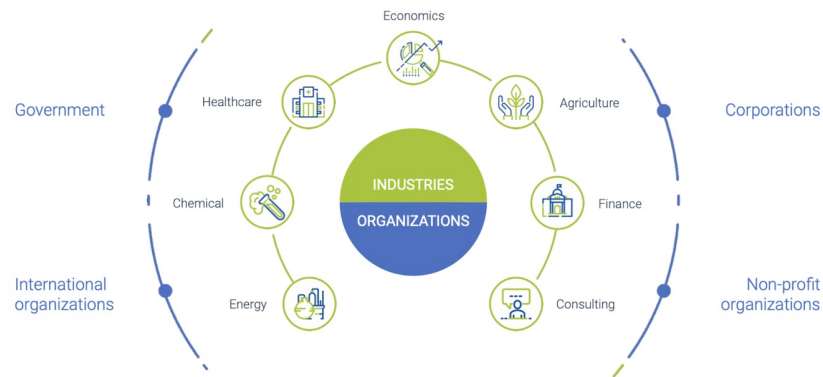 Economics
Healthcare
Agriculture
Government
Corporations
INDUSTRIES
ORGANIZATIONS
Chemical
Finance
International
organizations
Non-profit
organizations
Energy
Consulting